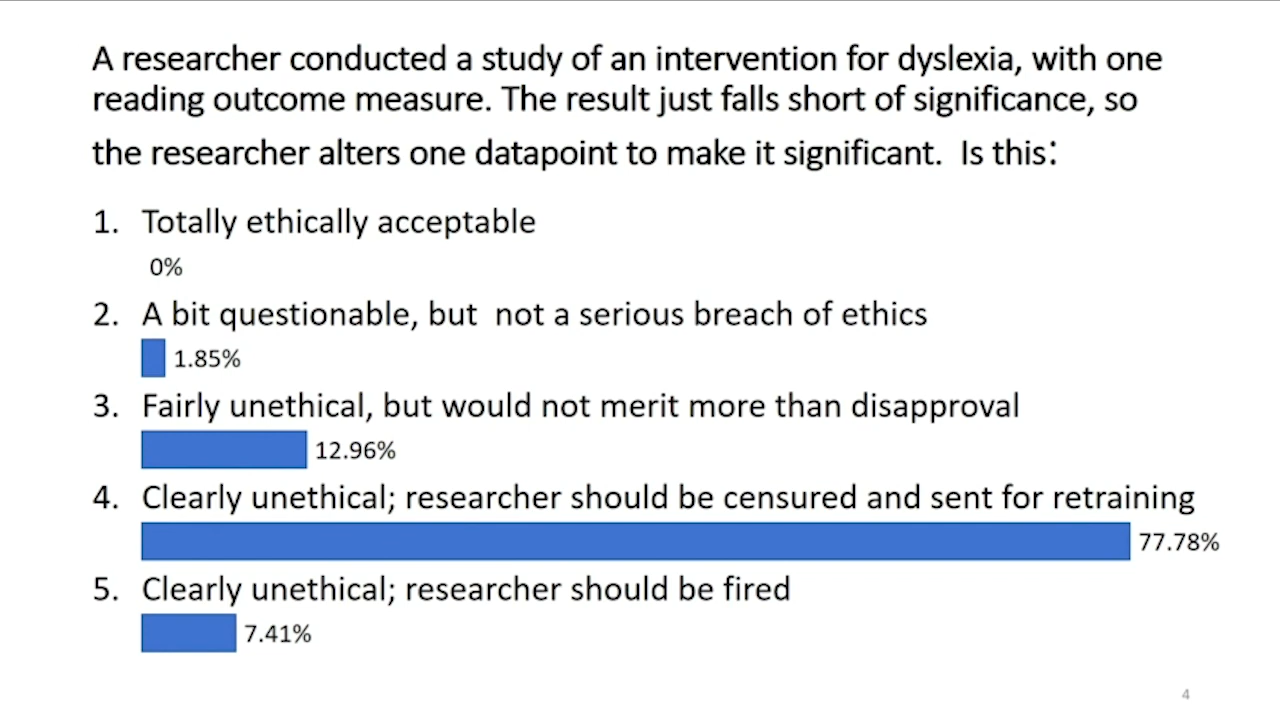 A researcher conducted a study of an intervention for dyslexia, with one
reading outcome measure. The result just falls short of significance, so
the researcher alters one datapoint to make it significant.  Is this:
1. Totally ethically acceptable
0%
2. A bit questionable, but  not a serious breach of ethics
1.85%
3. Fairly unethical, but would not merit more than disapproval
12.96%
4. Clearly unethical; researcher should be censured and sent for retraining
77.78%
5. Clearly unethical; researcher should be fired
7.41%
4